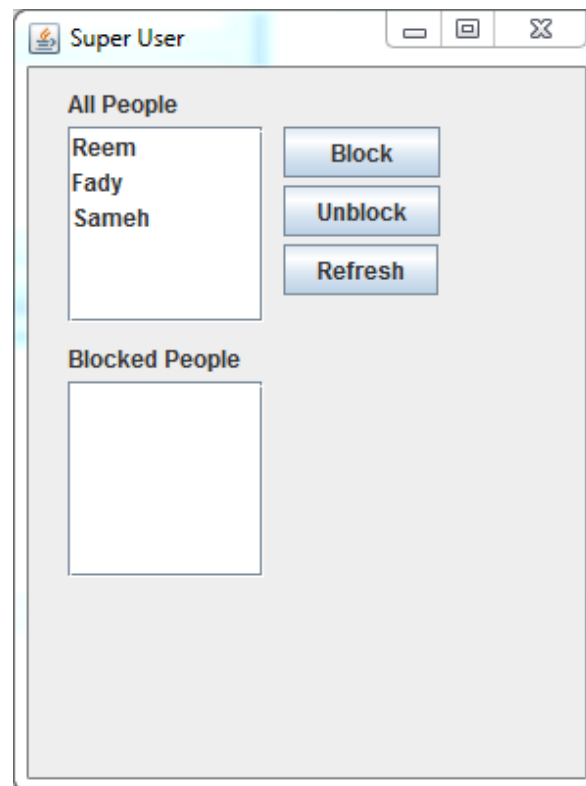 Super User
All People
Reem
Fady
Sameh
Block
Unblock
Refresh
Blocked People